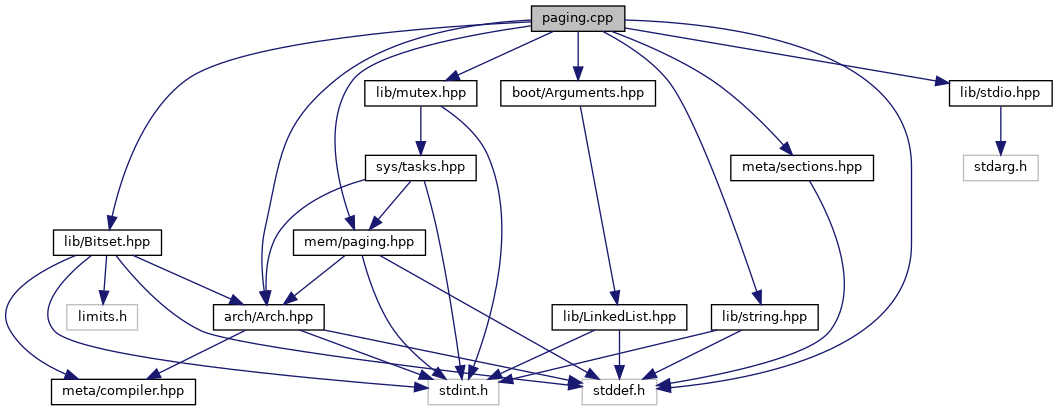 paging.cpp
lib/mutex.hpp
boot/Arguments.hpp
lib/stdio.hpp
sys/tasks.hpp
meta/sections.hpp
stdarg.h
lib/Bitset.hpp
mem/paging.hpp
limits.h
arch/Arch.hpp
lib/LinkedList.hpp
lib/string.hpp
meta/compiler.hpp
stdint.h
stddef.h